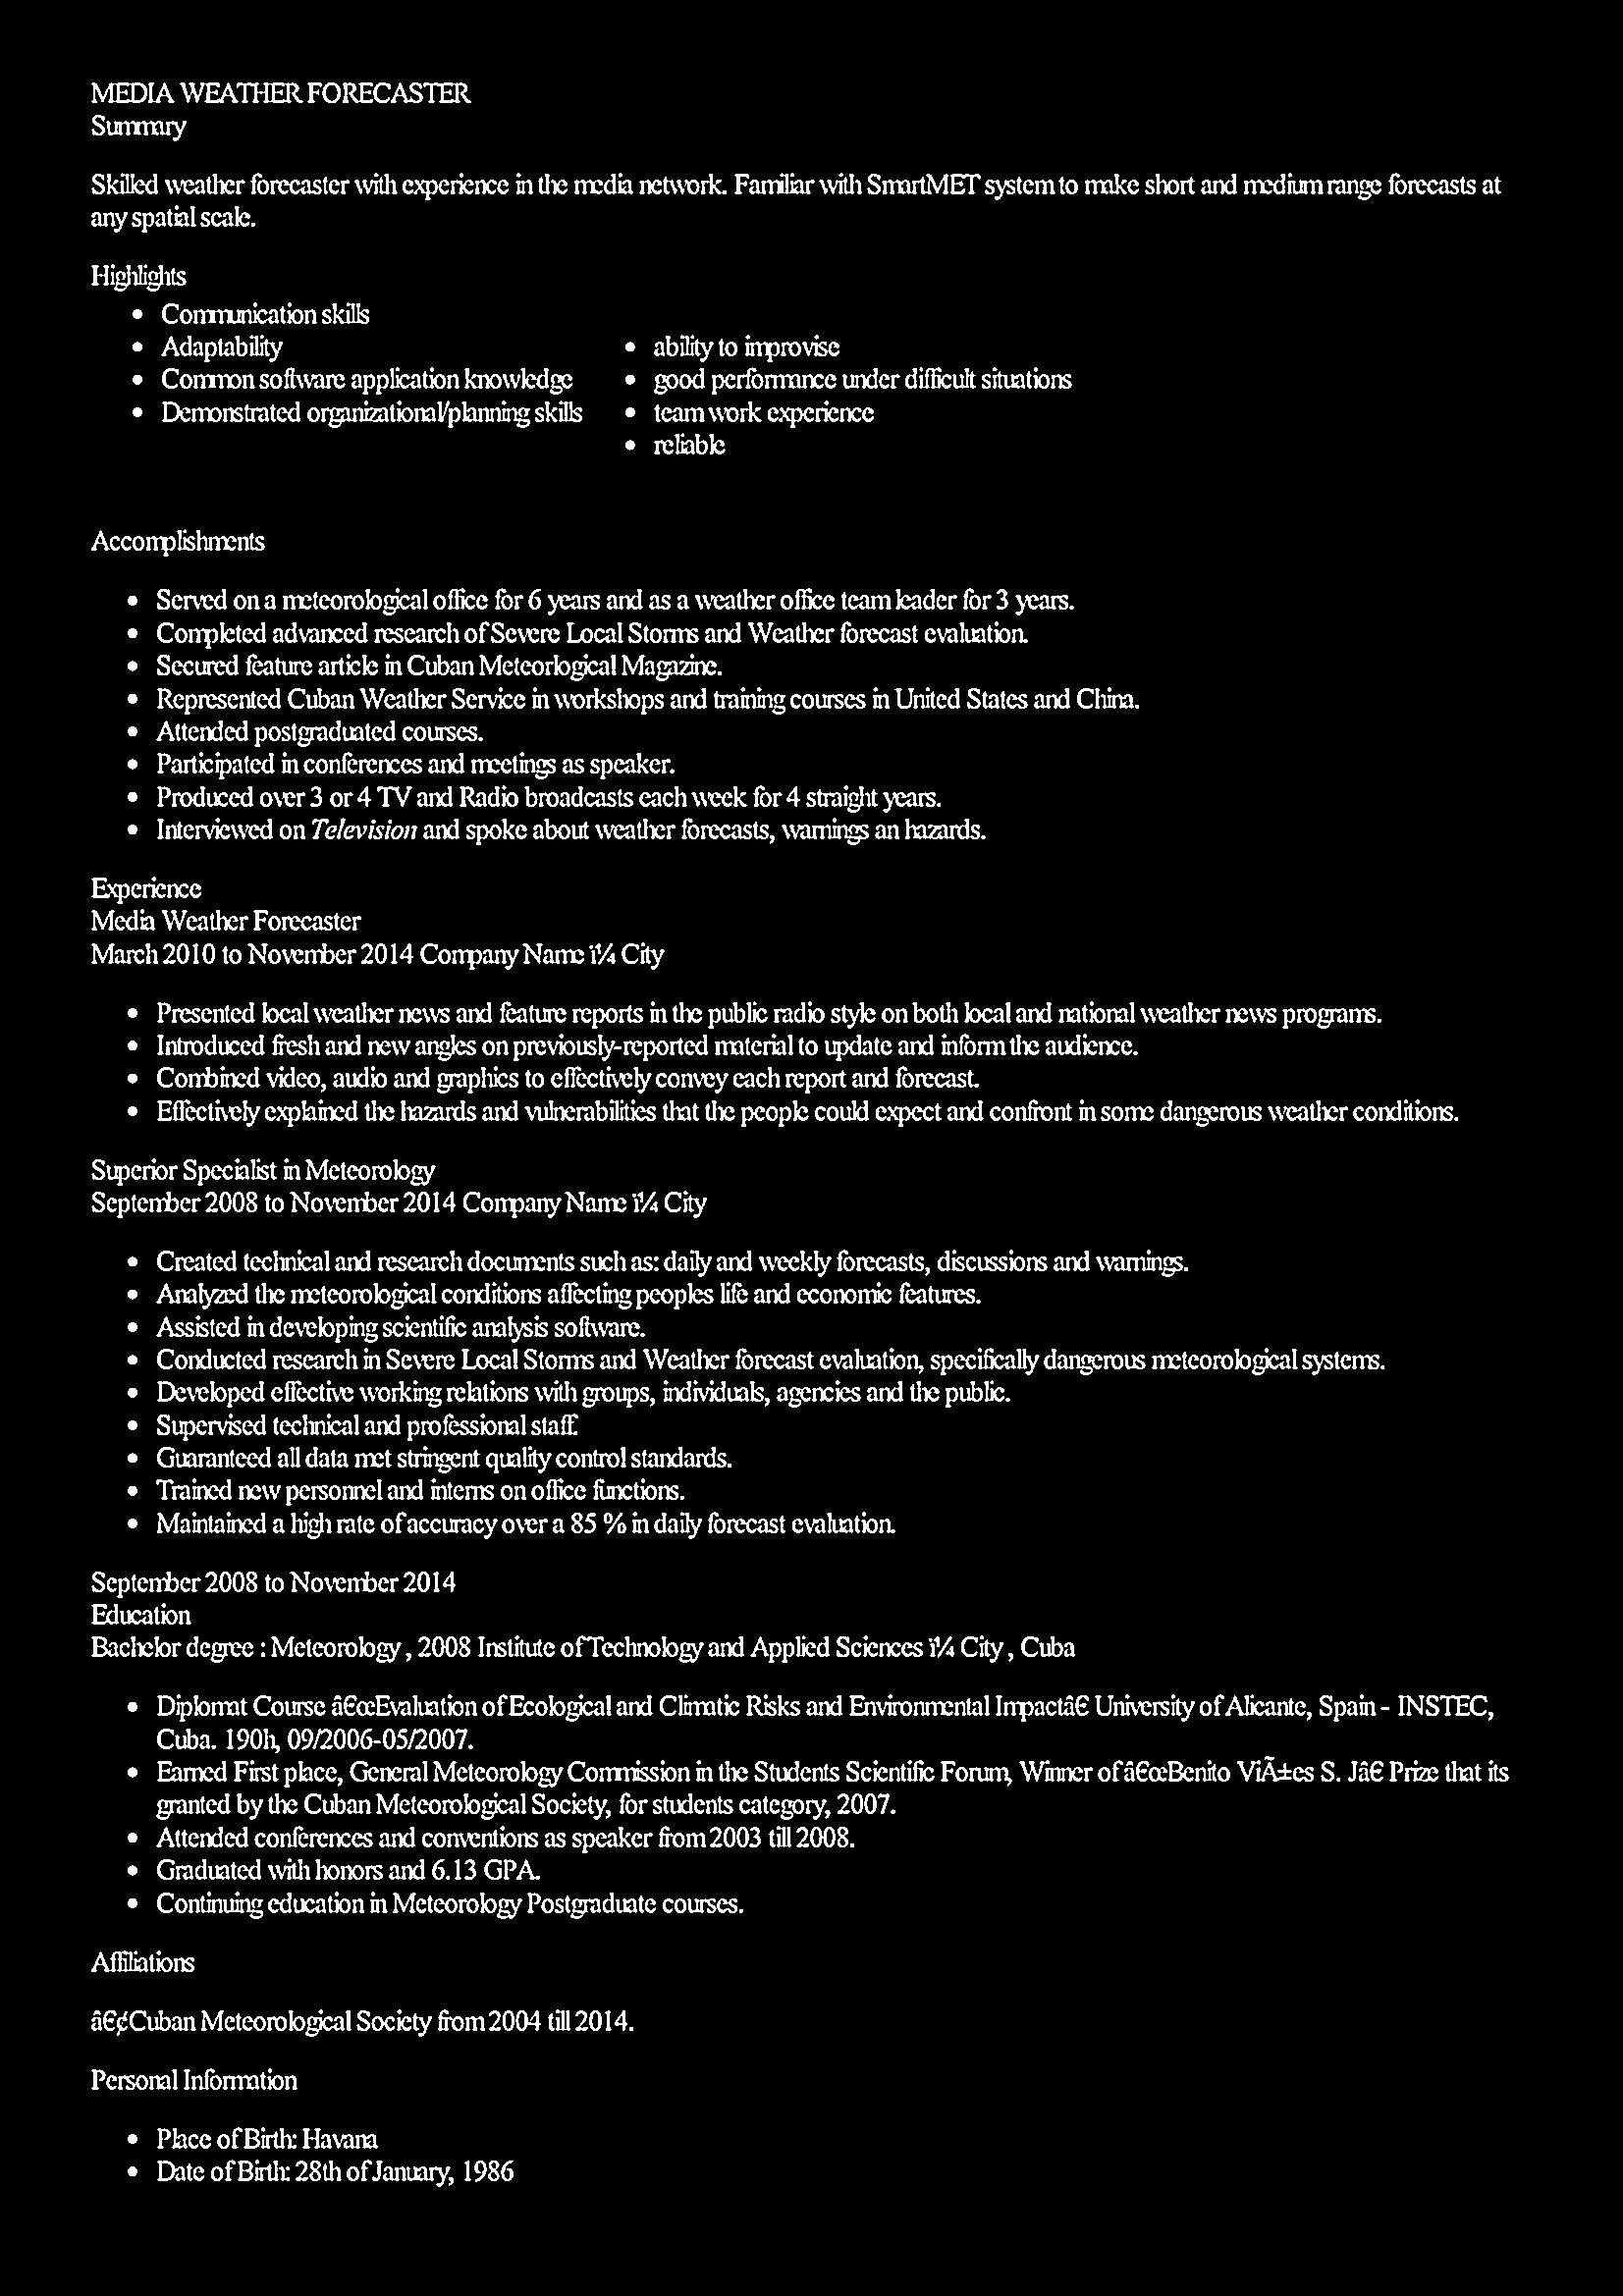 MEDIA WEATHER FORECASTER
Summary
Skilled weather forecaster with experience in the media network. Familiar with SmartMET system to make short and medium range forecasts at
any spatial scale.
Highlights
• Communication skills
• Adaptability
• Common software application knowledge
• Demonstrated organizational/planning skills
• ability to improvise
• good performance under difficult situations
• team work experience
• reliable
Accomplishments
• Served on a meteorological office for 6 years and as a weather office team leader for 3 years.
• Completed advanced research of Severe Local Storms and Weather forecast evaluation.
• Secured feature article in Cuban Meteorlogical Magazine.
• Represented Cuban Weather Service in workshops and training courses in United States and China.
• Attended postgraduated courses.
• Participated in conferences and meetings as speaker.
• Produced over 3 or 4 TV and Radio broadcasts each week for 4 straight years.
• Interviewed on Television and spoke about weather forecasts, warnings an hazards.
Experience
Media Weather Forecaster
March 2010 to November 2014 Company Name ï¼ City
• Presented local weather news and feature reports in the public radio style on both local and national weather news programs.
• Introduced fresh and new angles on previously-reported material to update and inform the audience.
• Combined video, audio and graphics to effectively convey each report and forecast.
• Effectively explained the hazards and vulnerabilities that the people could expect and confront in some dangerous weather conditions.
Superior Specialist in Meteorology
September 2008 to November 2014 Company Name ï¼ City
• Created technical and research documents such as: daily and weekly forecasts, discussions and warnings.
• Analyzed the meteorological conditions affecting peoples life and economic features.
• Assisted in developing scientific analysis software.
• Conducted research in Severe Local Storms and Weather forecast evaluation, specifically dangerous meteorological systems.
• Developed effective working relations with groups, individuals, agencies and the public.
• Supervised technical and professional staff.
• Guaranteed all data met stringent quality control standards.
• Trained new personnel and interns on office functions.
• Maintained a high rate of accuracy over a 85 % in daily forecast evaluation.
September 2008 to November 2014
Education
Bachelor degree : Meteorology , 2008 Institute of Technology and Applied Sciences ï¼ City , Cuba
• Diplomat Course â€œEvaluation of Ecological and Climatic Risks and Environmental Impactâ€ University of Alicante, Spain - INSTEC,
Cuba. 190h, 09/2006-05/2007.
• Earned First place, General Meteorology Commission in the Students Scientific Forum, Winner of â€œBenito ViÃ±es S. Jâ€ Prize that its
granted by the Cuban Meteorological Society, for students category, 2007.
• Attended conferences and conventions as speaker from 2003 till 2008.
• Graduated with honors and 6.13 GPA.
• Continuing education in Meteorology Postgraduate courses.
Affiliations
â€¢Cuban Meteorological Society from 2004 till 2014.
Personal Information
• Place of Birth: Havana
• Date of Birth: 28th of January, 1986